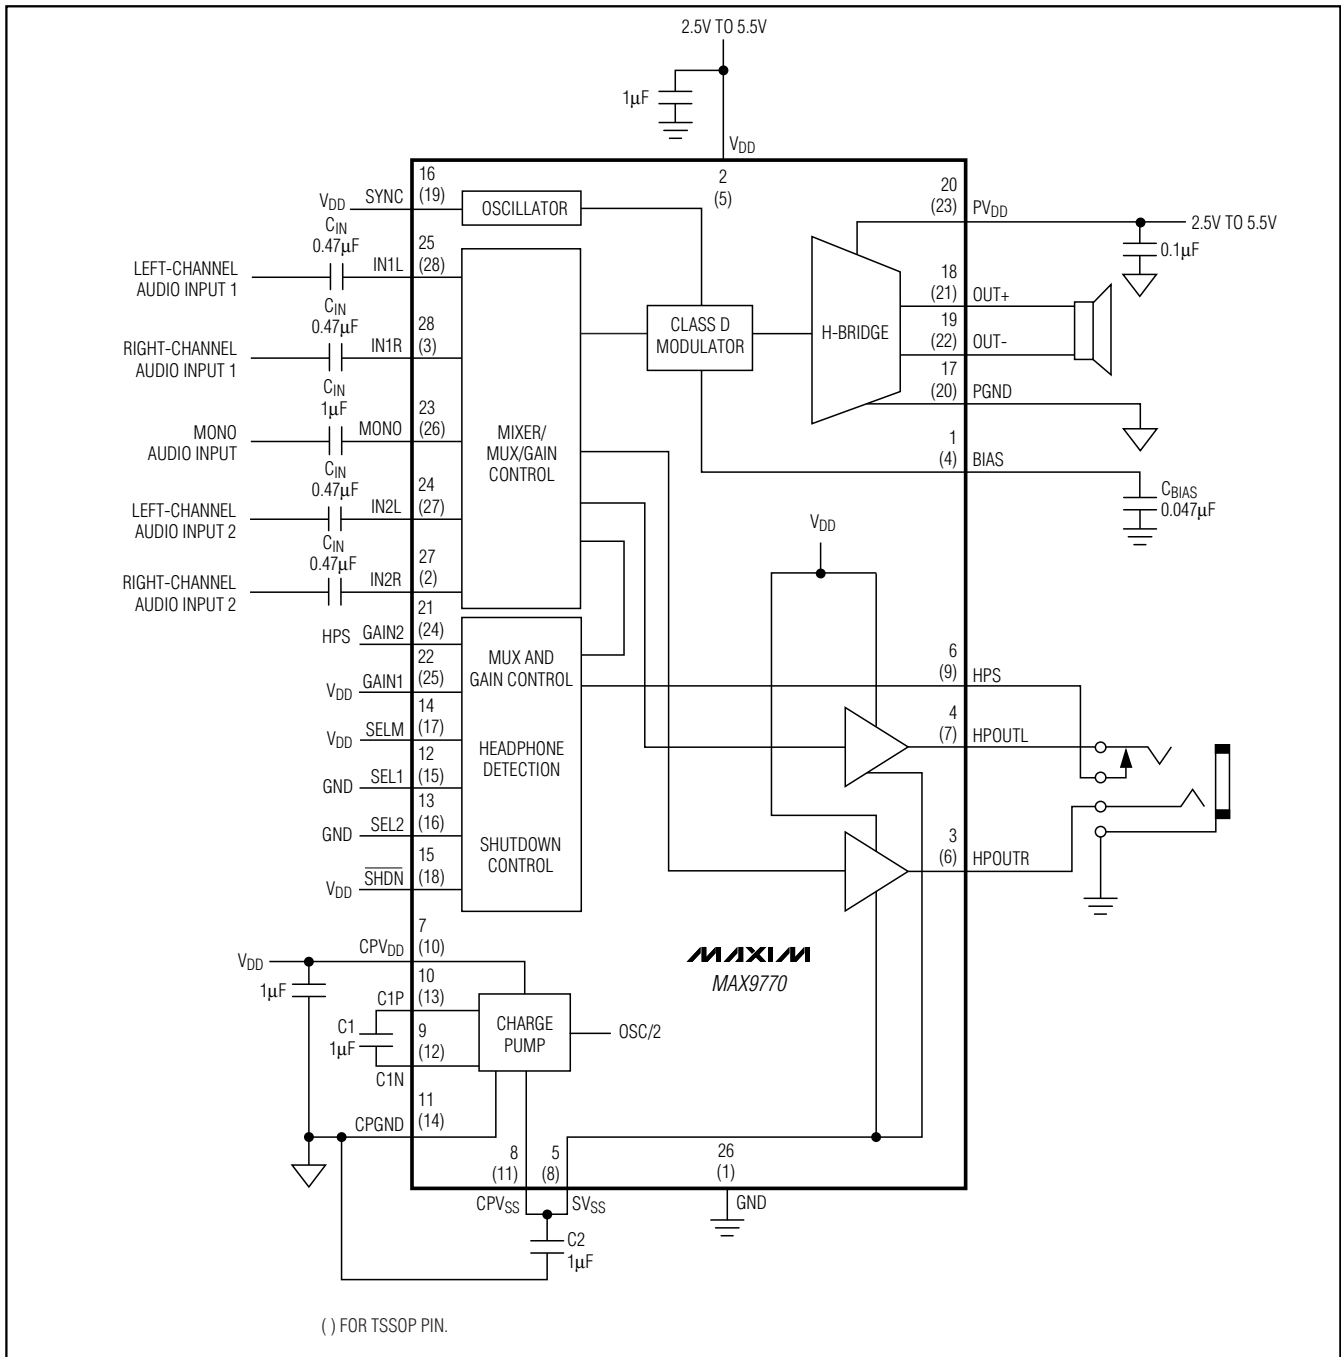 2.5V TO 5.5V
1µF
VDD
2
(5)
16
(19)
VDD
SYNC
OSCILLATOR
20
(23)
PVDD
2.5V TO 5.5V
0.1µF
CIN
0.47µF
25
(28)
LEFT-CHANNEL
AUDIO INPUT 1
IN1L
18
(21)
OUT+
CIN
0.47µF
28
(3)
RIGHT-CHANNEL
AUDIO INPUT 1
IN1R
CLASS D
MODULATOR
H-BRIDGE
19
(22)
OUT-
17
(20)
PGND
CIN
1µF
23
(26)
MONO
AUDIO INPUT
MONO
MIXER/
MUX/GAIN
CONTROL
1
(4)
BIAS
CBIAS
0.047µF
CIN
0.47µF
24
(27)
LEFT-CHANNEL
AUDIO INPUT 2
IN2L
VDD
CIN
0.47µF
27
(2)
RIGHT-CHANNEL
AUDIO INPUT 2
IN2R
21
(24)
HPS
GAIN2
22
(25)
VDD
GAIN1
MUX AND
GAIN CONTROL
6
(9)
HPS
14
(17)
VDD
SELM
4
(7)
HPOUTL
12
(15)
GND
SEL1
HEADPHONE
DETECTION
13
(16)
GND
SEL2
SHUTDOWN
CONTROL
3
(6)
HPOUTR
15
(18)
VDD
SHDN
7
(10)
VDD
CPVDD
MAXIM
MAX9770
1µF
10
(13)
C1P
C1
1µF
9
(12)
C1N
CHARGE
PUMP
OSC/2
11
(14)
CPGND
8
(11)
5
(8)
26
(1)
CPVSS
SVSS
GND
C2
1µF
( ) FOR TSSOP PIN.